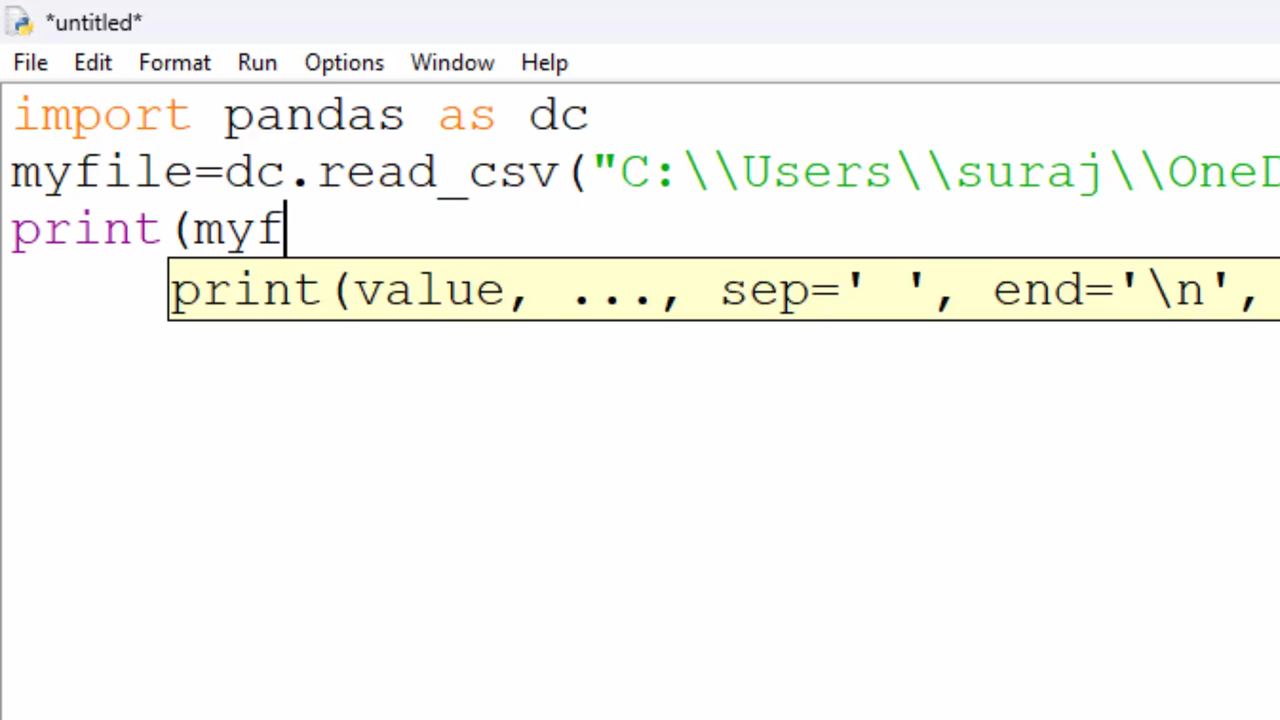 *untitled*
File Edit Format Run Options Window Help
import pandas as dc
myfile=dc.read_csv("C:\\Users\\suraj\\OneD
print(myf
print(value, ..., sep=' ', end='\n',